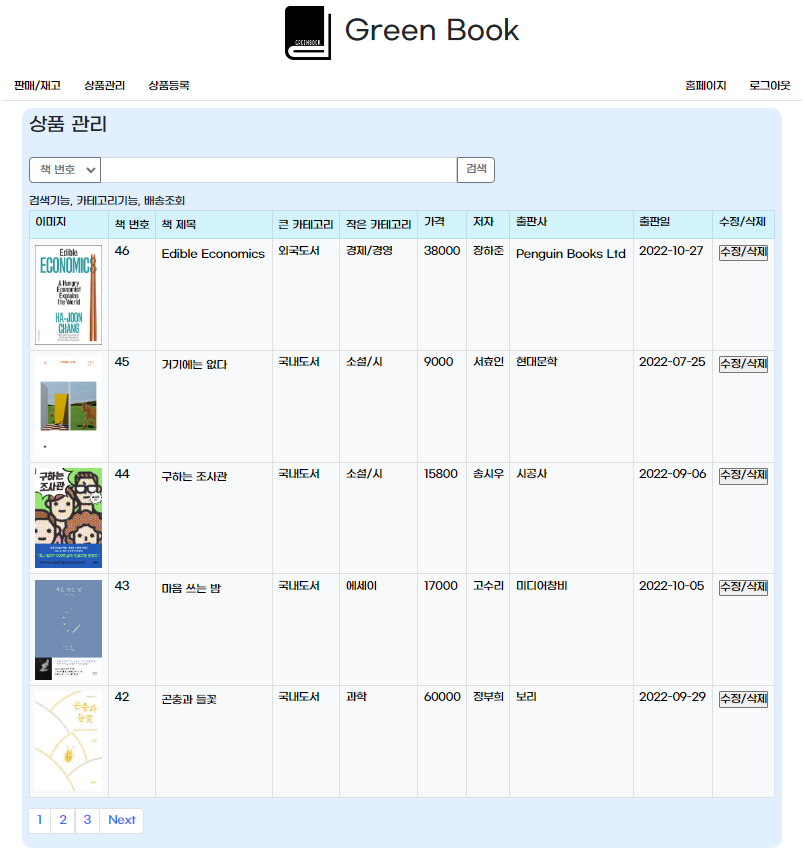 GREENBOOK
Green Book
판매/재고 상품관리 상품등록 홈페이지 로그아웃
상품 관리
책 번호 검색
검색기능, 카테고리기능, 배송조회
이미지 책 번호 책 제목 큰 카테고리 작은 카테고리 가격 저자 출판사 출판일 수정/삭제
46 Edible Economics 외국도서 경제/경영 38000 장하준 Penguin Books Ltd 2022-10-27 수정/삭제
Edible
ECONOMICS
A Hungry
Economist
Explains
the World
HA-JOON
CHANG
45 거기에는 없다 국내도서 소설/시 9000 서효인 현대문학 2022-07-25 수정/삭제
44 구하는 조사관 국내도서 소설/시 15800 송시우 시공사 2022-09-06 수정/삭제
구하는
조사관
43 마음 쓰는 밤 국내도서 에세이 17000 고수리 미디어창비 2022-10-05 수정/삭제
마음 쓰는 밤
42 곤충과 들꽃 국내도서 과학 60000 정부희 보리 2022-09-29 수정/삭제
곤충과
들꽃
1 2 3 Next